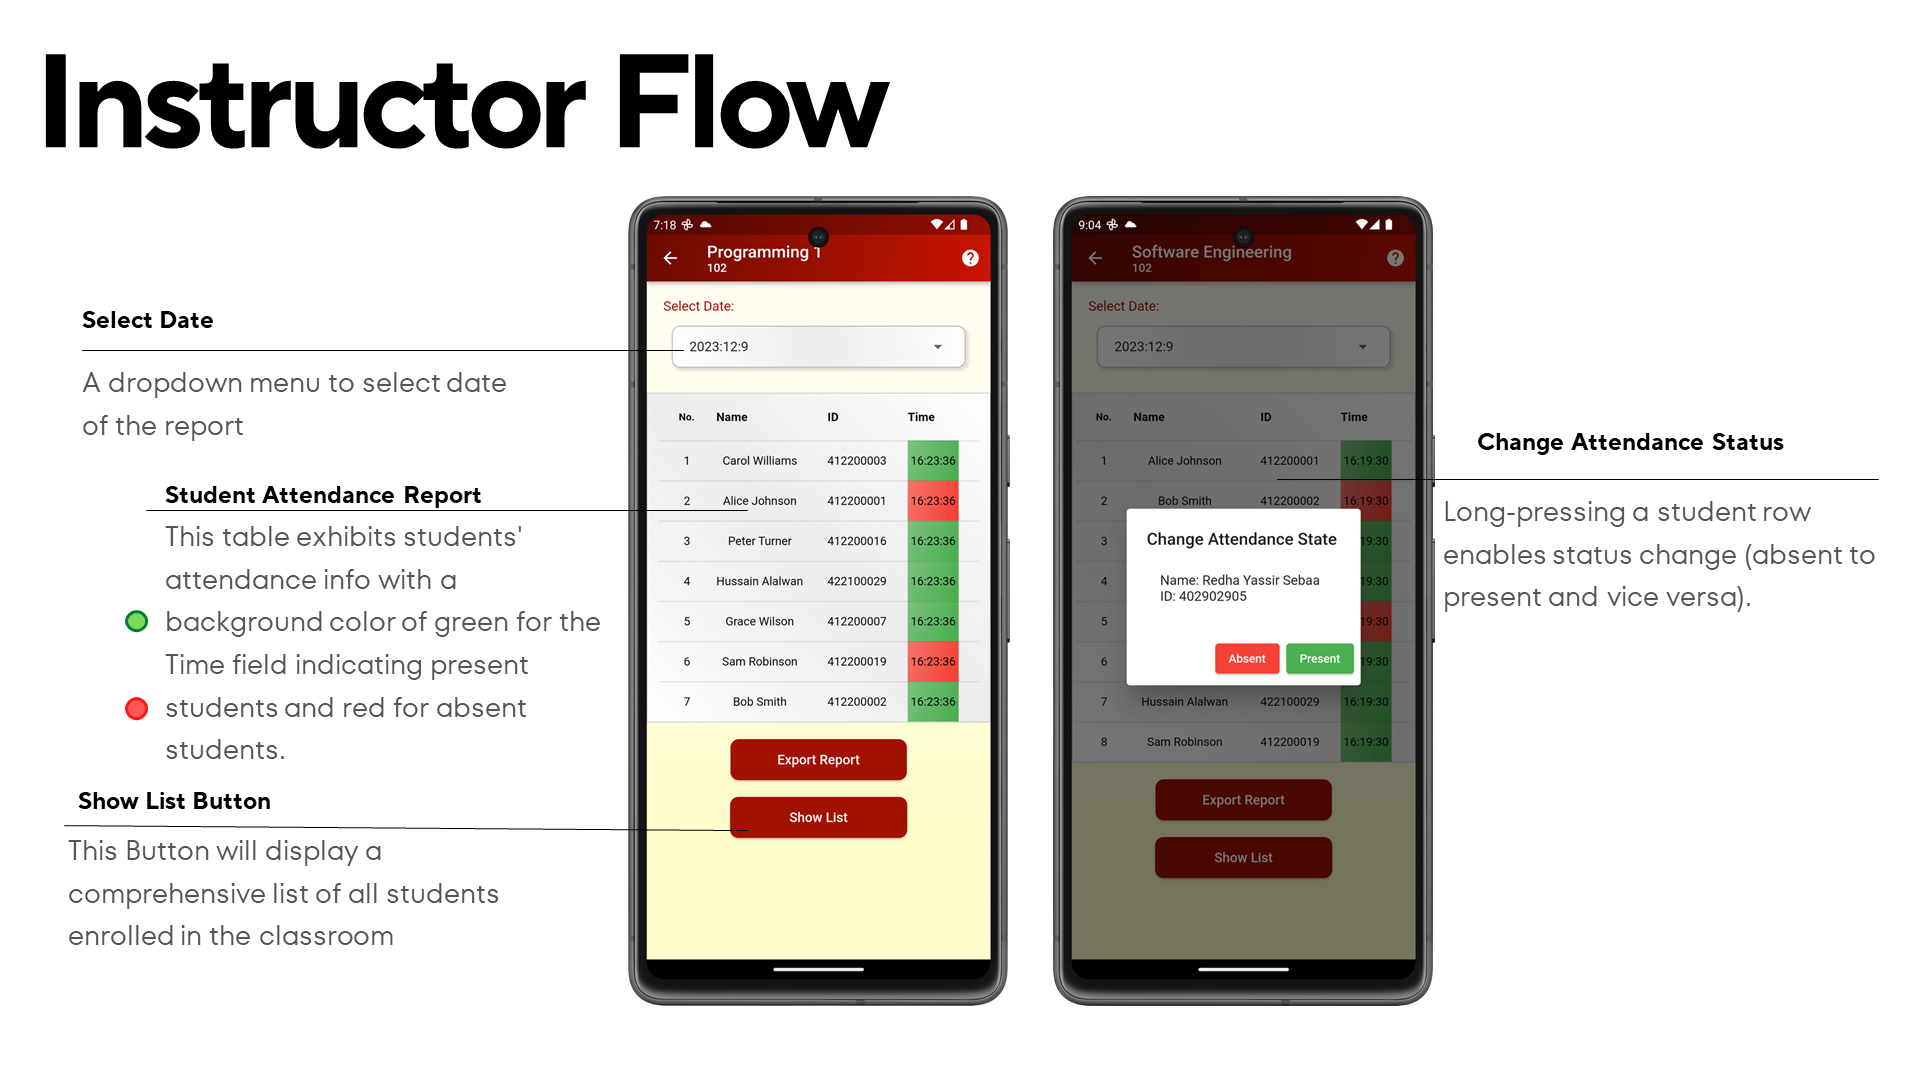 Instructor Flow
Select Date
A dropdown menu to select date
of the report
Student Attendance Report
This table exhibits students'
attendance info with a
background color of green for the
Time field indicating present
students and red for absent
students.
Show List Button
This Button will display a
comprehensive list of all students
enrolled in the classroom
7:18
Programming 1
102
Select Date:
2023:12:9
No. Name ID Time
1 Carol Williams 412200003 16:23:36
2 Alice Johnson 412200001 16:23:36
3 Peter Turner 412200016 16:23:36
4 Hussain Alalwan 422100029 16:23:36
5 Grace Wilson 412200007 16:23:36
6 Sam Robinson 412200019 16:23:36
7 Bob Smith 412200002 16:23:36
Export Report
Show List
9:04
Software Engineering
102
Select Date:
2023:12:9
No. Name ID Time
1 Alice Johnson 412200001 16:19:30
2 Bob Smith 412200002 16:19:30
3 19:30
4 19:30
5 19:30
6 19:30
7 Hussain Alalwan 422100029 16:19:30
8 Sam Robinson 412200019 16:19:30
Change Attendance State
Name: Redha Yassir Sebaa
ID: 402902905
Absent Present
Export Report
Show List
Change Attendance Status
Long-pressing a student row
enables status change (absent to
present and vice versa).